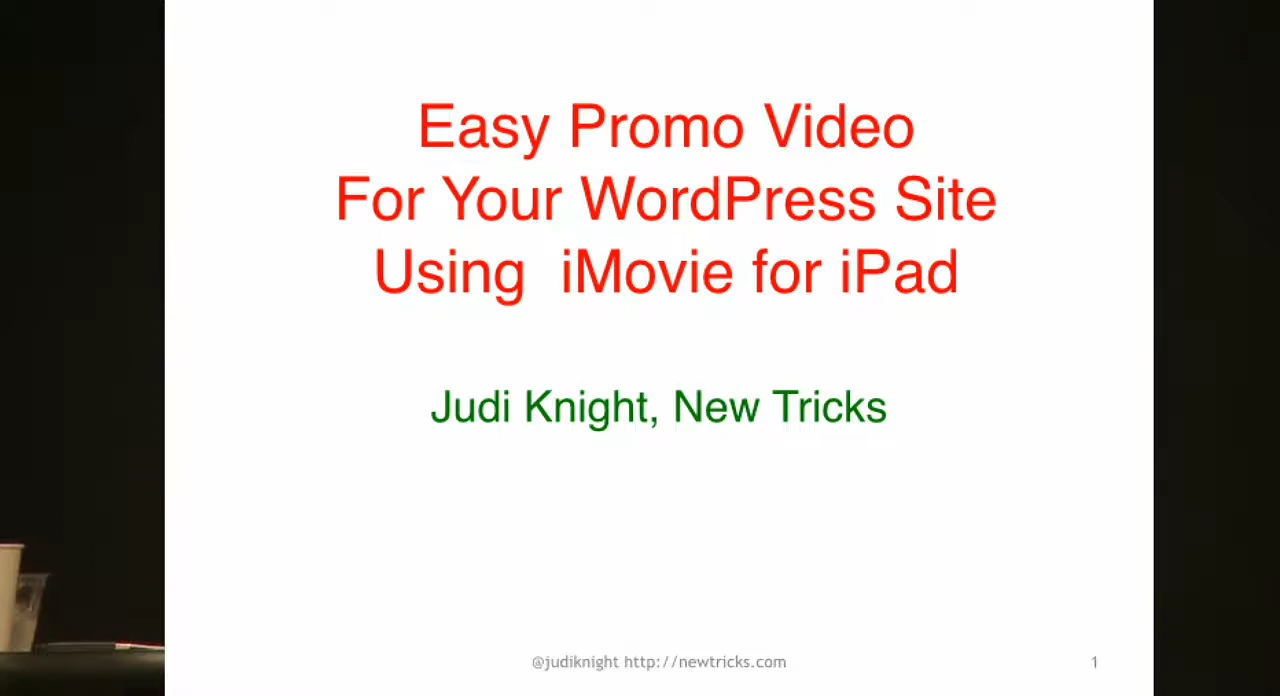 Easy Promo Video
For Your WordPress Site
Using  iMovie for iPad
Judi Knight, New Tricks
@judiknight http://newtricks.com
1